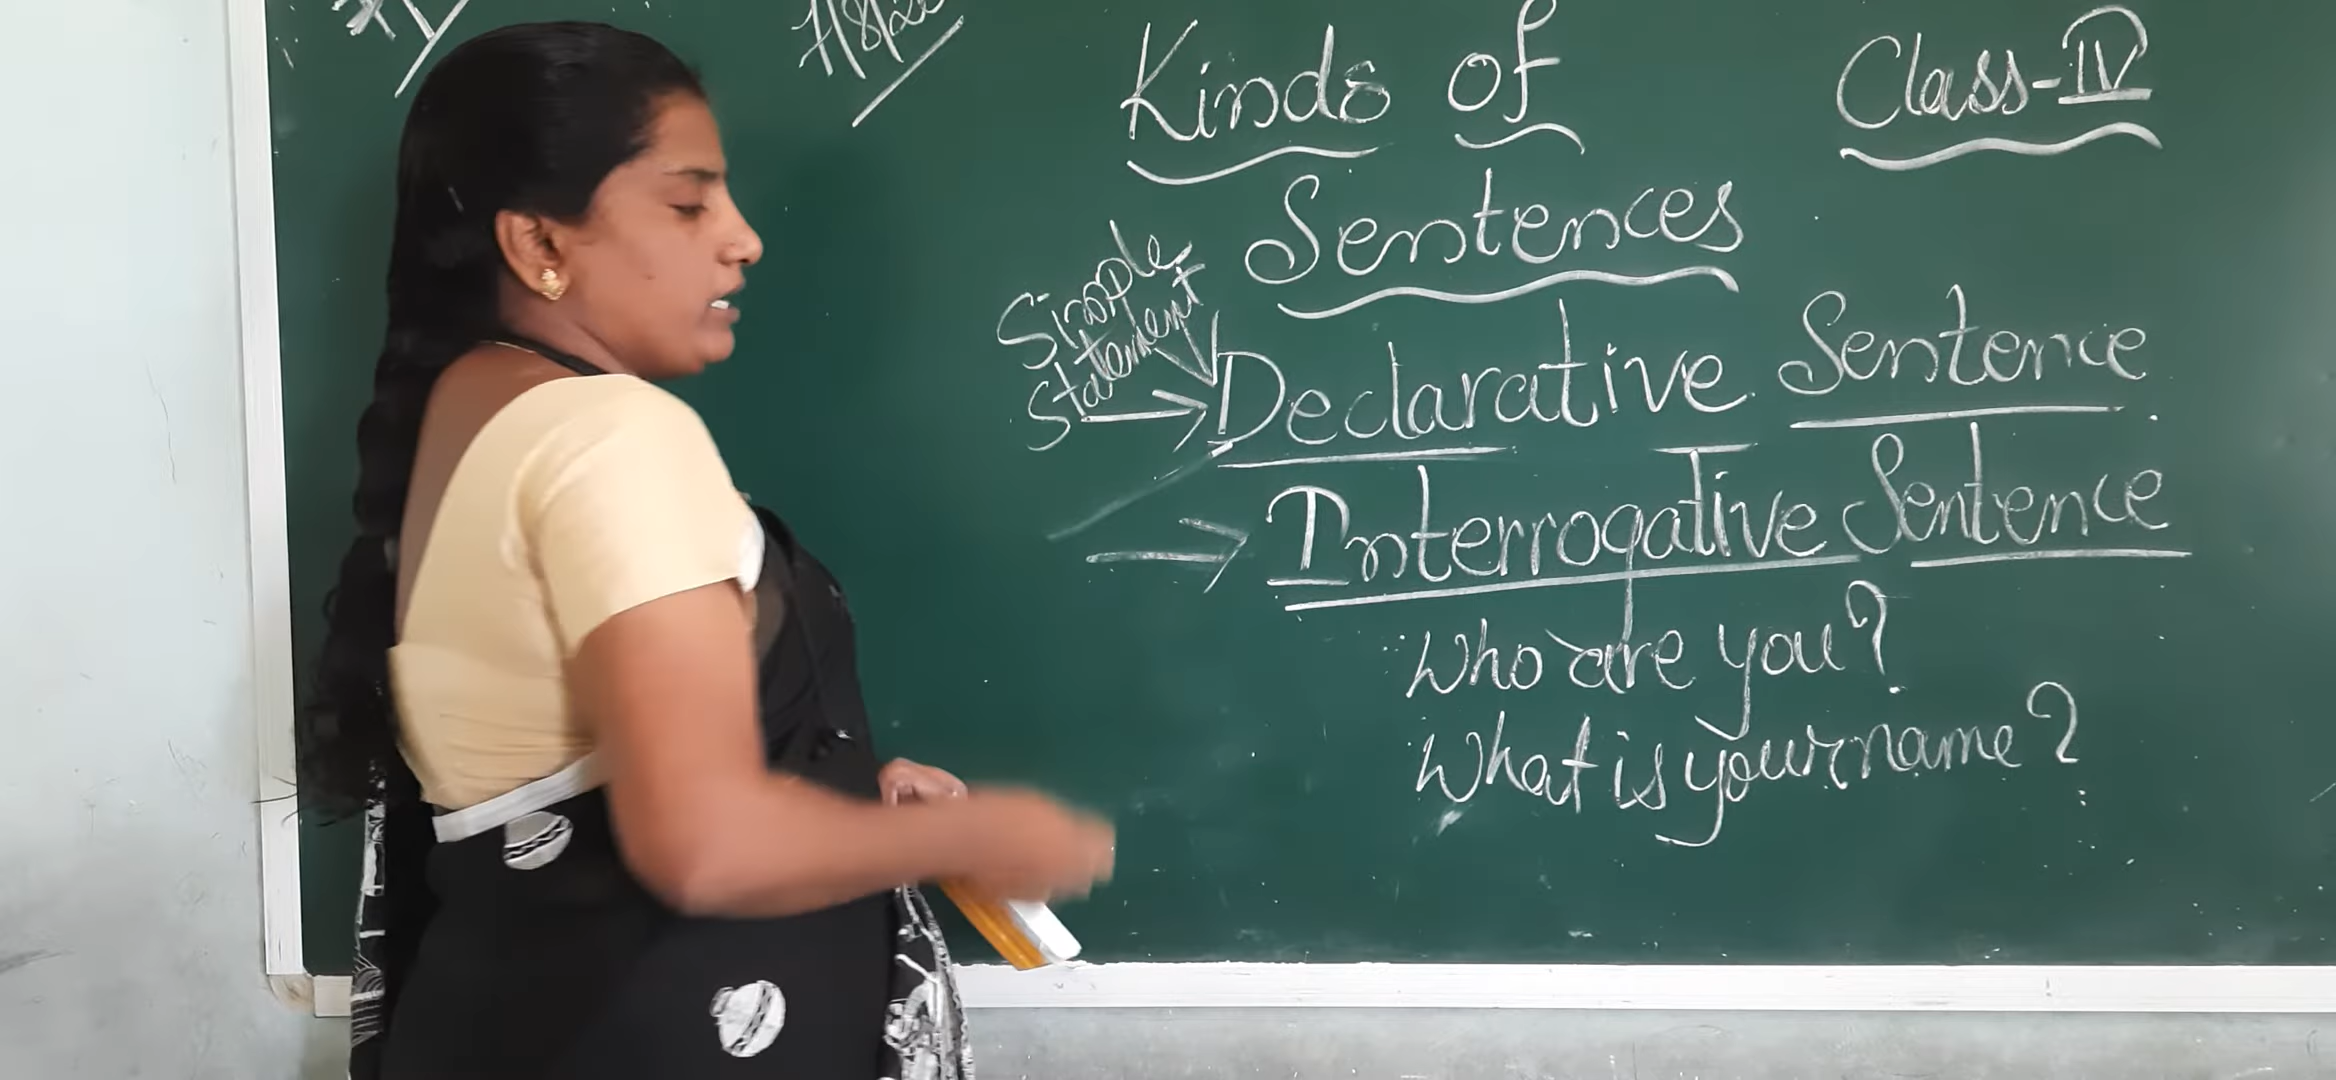 Kinds of
Class-IV
Sentences
Simple
statement
Declarative Sentence
Interrogative Sentence
Who are you?
What is your name?